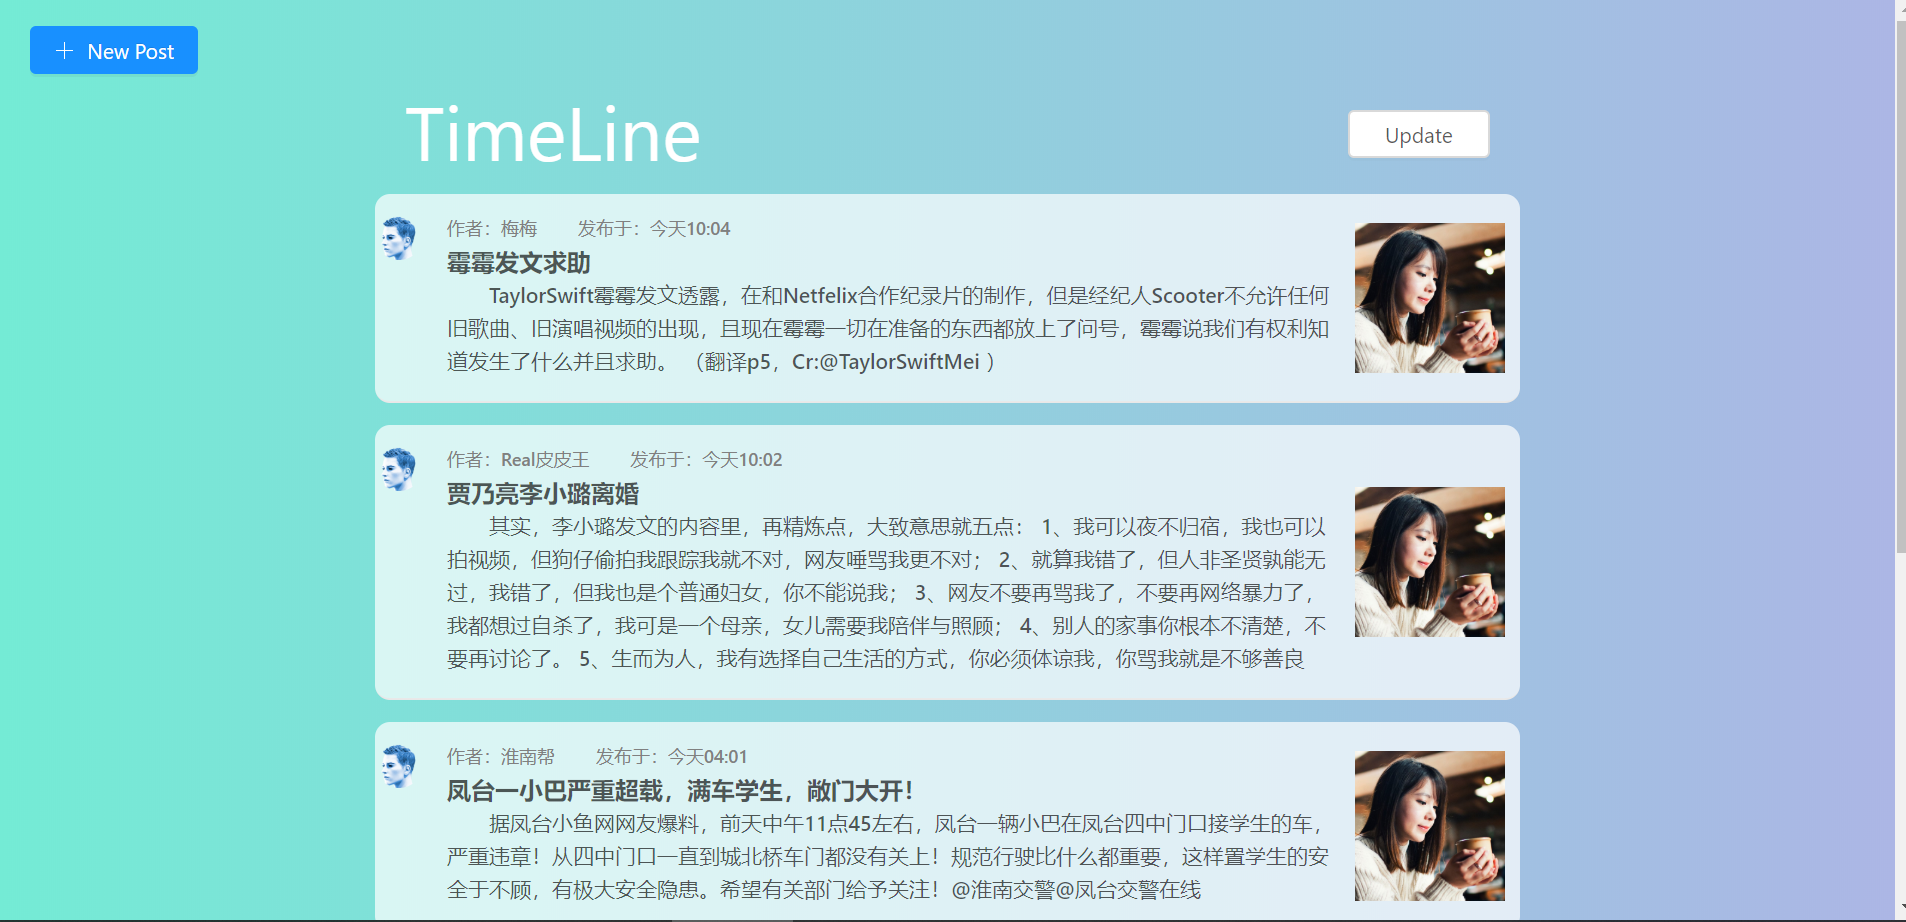 New Post
TimeLine
Update
作者：梅梅 发布于：今天10:04
霉霉发文求助
TaylorSwift霉霉发文透露，在和Netfelix合作纪录片的制作，但是经纪人Scooter不允许任何
旧歌曲、旧演唱视频的出现，且现在霉霉一切在准备的东西都放上了问号，霉霉说我们有权利知
道发生了什么并且求助。 （翻译p5，Cr:@TaylorSwiftMei ）
作者：Real皮皮王 发布于：今天10:02
贾乃亮李小璐离婚
其实，李小璐发文的内容里，再精炼点，大致意思就五点： 1、我可以夜不归宿，我也可以
拍视频，但狗仔偷拍我跟踪我就不对，网友唾骂我更不对； 2、就算我错了，但人非圣贤孰能无
过，我错了，但我也是个普通妇女，你不能说我； 3、网友不要再骂我了，不要再网络暴力了，
我都想过自杀了，我可是一个母亲，女儿需要我陪伴与照顾； 4、别人的家事你根本不清楚，不
要再讨论了。 5、生而为人，我有选择自己生活的方式，你必须体谅我，你骂我就是不够善良
作者：淮南帮 发布于：今天04:01
凤台一小巴严重超载，满车学生，敞门大开！
据凤台小鱼网网友爆料，前天中午11点45左右，凤台一辆小巴在凤台四中门口接学生的车，
严重违章！从四中门口一直到城北桥车门都没有关上！规范行驶比什么都重要，这样置学生的安
全于不顾，有极大安全隐患。希望有关部门给予关注！@淮南交警@凤台交警在线